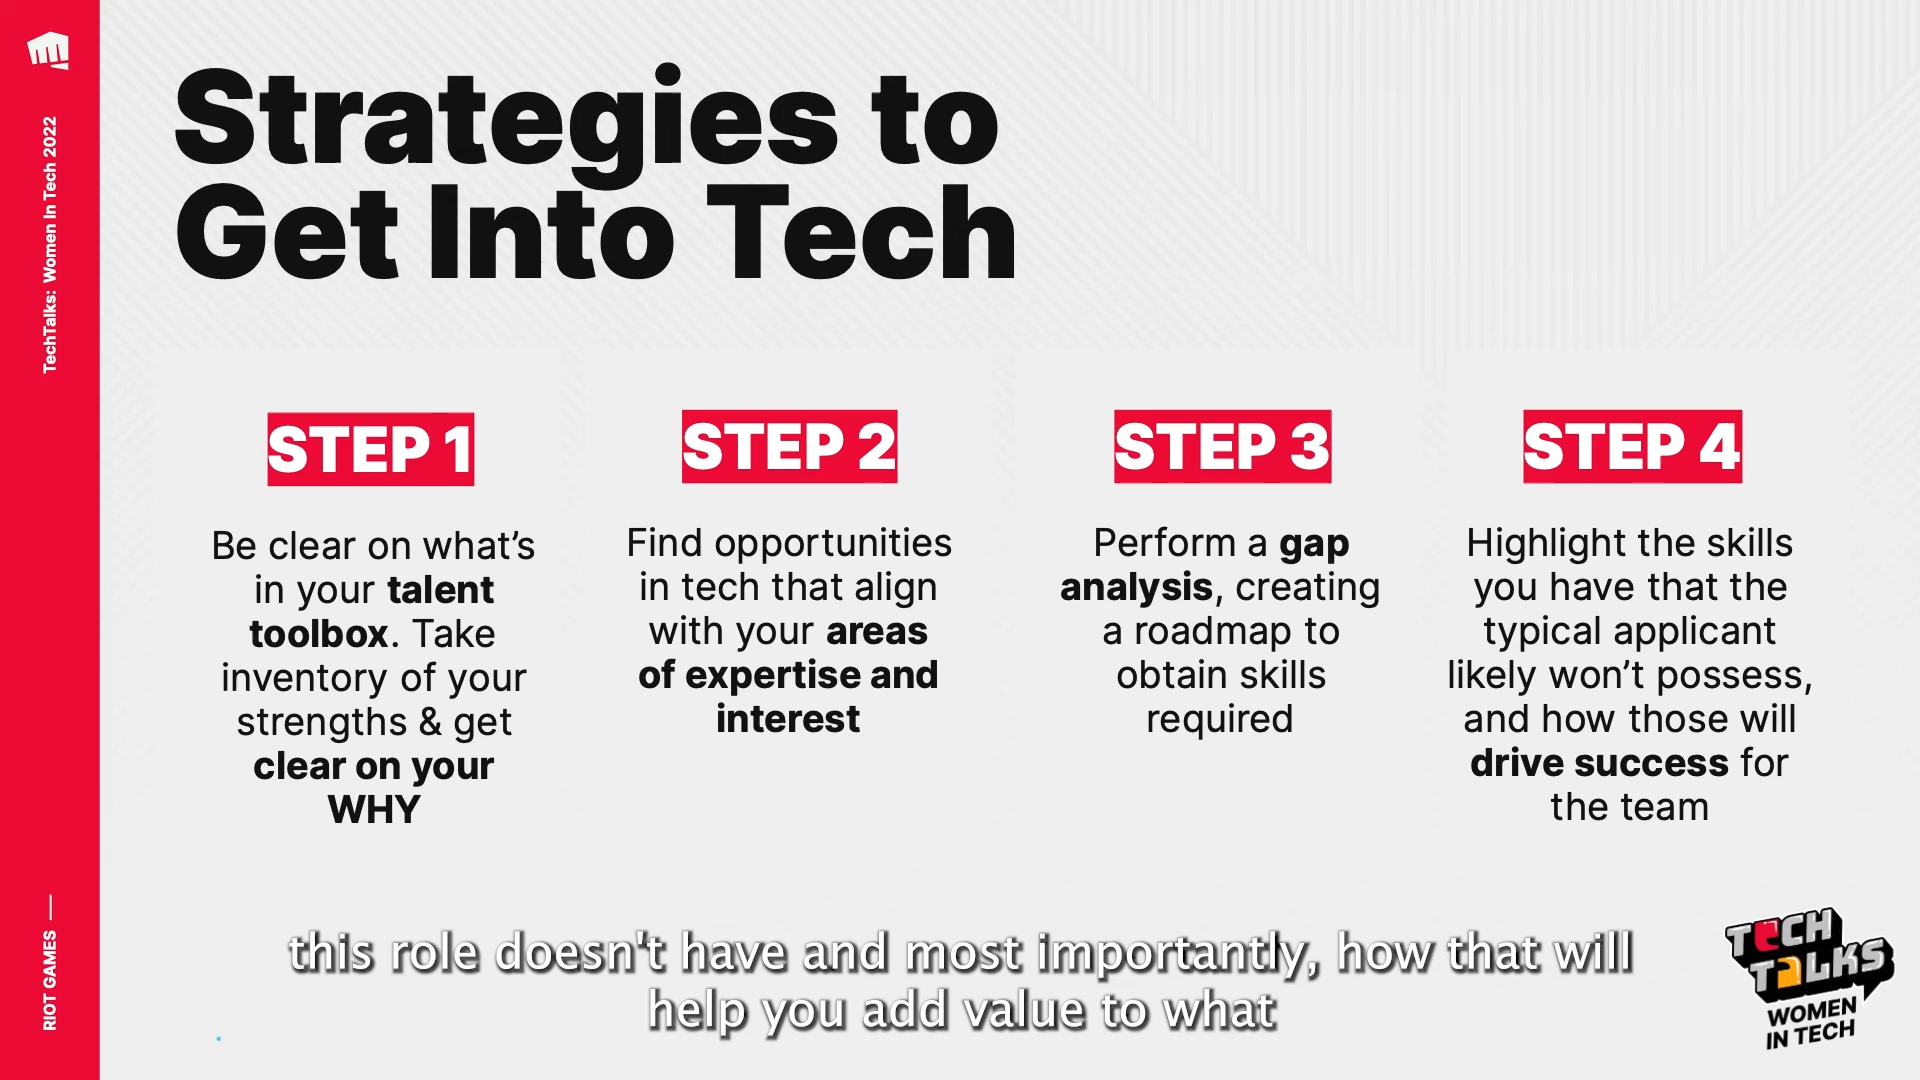 TechTalks: Women In Tech 2022
RIOT GAMES —
Strategies to
Get Into Tech
STEP 1
Be clear on what’s
in your talent
toolbox. Take
inventory of your
strengths & get
clear on your
WHY
STEP 2
Find opportunities
in tech that align
with your areas
of expertise and
interest
STEP 3
Perform a gap
analysis, creating
a roadmap to
obtain skills
required
STEP 4
Highlight the skills
you have that the
typical applicant
likely won’t possess,
and how those will
drive success for
the team
this role doesn't have and most importantly, how that will
help you add value to what
TECH
TALKS
WOMEN
IN TECH